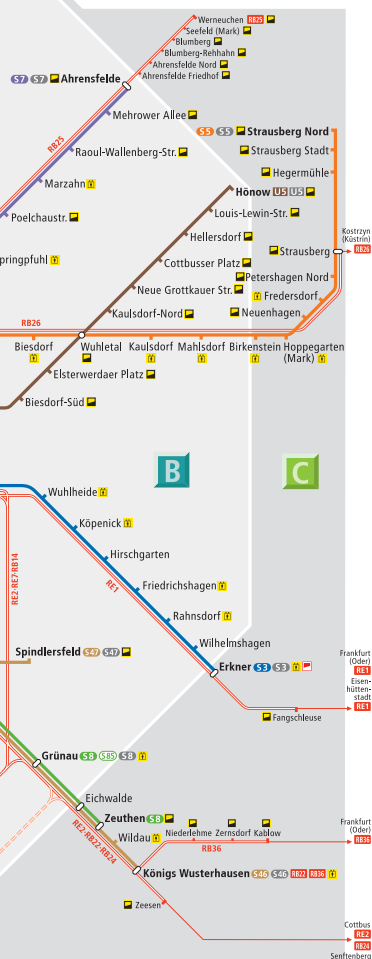 Werneuchen RB25
Seefeld (Mark)
Blumberg
Blumberg-Rehhahn
Ahrensfelde Nord
Ahrensfelde Friedhof
S7 S7 Ahrensfelde
RB25
Mehrower Allee
Raoul-Wallenberg-Str.
Marzahn
Poelchaustr.
pringpfuhl
S5 S5 Strausberg Nord
Strausberg Stadt
Hegermühle
Hönow U5 U5
Louis-Lewin-Str.
Hellersdorf
Cottbusser Platz
Neue Grottkauer Str.
Kaulsdorf-Nord
Kostrzyn
(Küstrin)
RB26
Strausberg
Petershagen Nord
Fredersdorf
Neuenhagen
RB26
Biesdorf
Wuhletal
Kaulsdorf
Mahlsdorf
Birkenstein
Hoppegarten
(Mark)
Elsterwerdaer Platz
Biesdorf-Süd
B
C
Wuhlheide
Köpenick
Hirschgarten
Friedrichshagen
Rahnsdorf
Wilhelmshagen
RE1
RE2·RE7·RB14
Spindlersfeld S47 S47
Erkner S3 S3
Frankfurt
(Oder)
RE1
Eisen-
hütten-
stadt
RE1
Fangschleuse
Grünau S8 S85 S8
Eichwalde
Zeuthen S8
Wildau
RE2·RB22·RB24
Niederlehme
Zernsdorf
Kablow
RB36
Frankfurt
(Oder)
RB36
Königs Wusterhausen S46 S46 RB22 RB36
Zeesen
Cottbus
RE2
RB24
Senftenberg